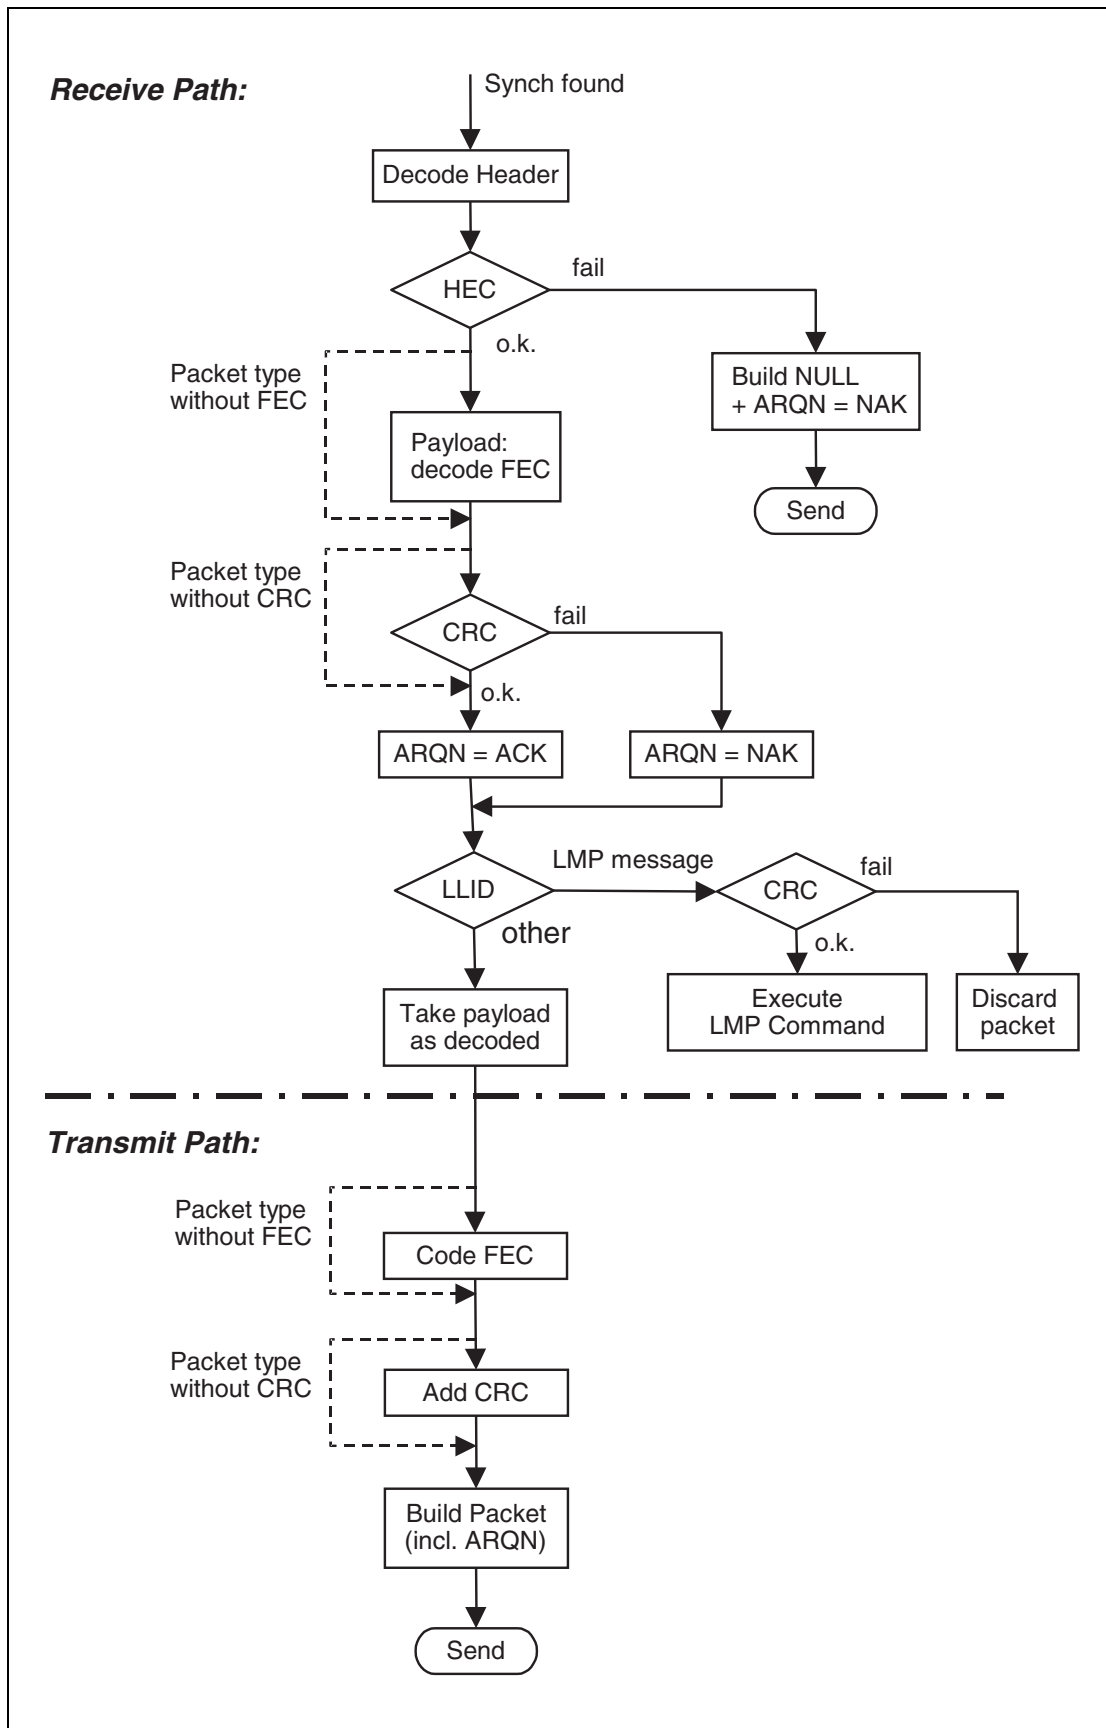 Receive Path:
Synch found
Decode Header
HEC
fail
o.k.
Packet type
without FEC
Build NULL
+ ARQN = NAK
Payload:
decode FEC
Send
Packet type
without CRC
CRC
fail
o.k.
ARQN = ACK
ARQN = NAK
LLID
LMP message
CRC
fail
other
o.k.
Take payload
as decoded
Execute
LMP Command
Discard
packet
Transmit Path:
Packet type
without FEC
Code FEC
Packet type
without CRC
Add CRC
Build Packet
(incl. ARQN)
Send